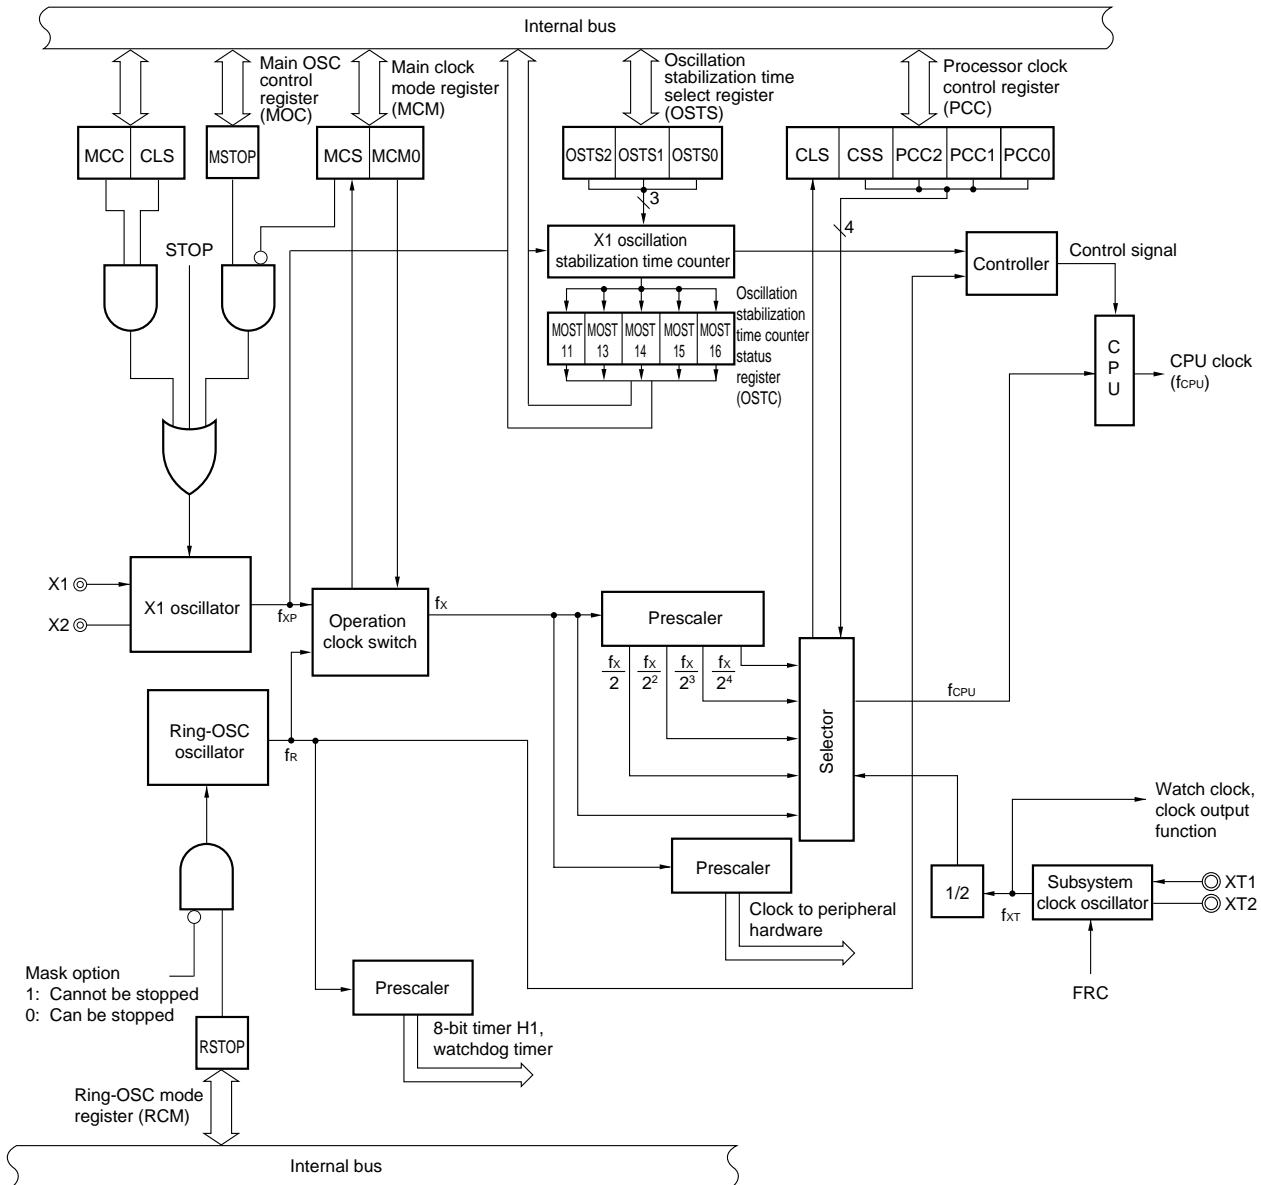 Internal bus
Main OSC
control
register
(MOC)
Main clock
mode register
(MCM)
Oscillation
stabilization time
select register
(OSTS)
Processor clock
control register
(PCC)
MCC CLS
MSTOP
MCS MCM0
OSTS2 OSTS1 OSTS0
CLS CSS PCC2 PCC1 PCC0
3
4
STOP
X1 oscillation
stabilization time counter
Controller
Control signal
Oscillation
stabilization
time counter
status
register
(OSTC)
MOST MOST MOST MOST MOST
11 13 14 15 16
CPU
CPU clock
(fCPU)
X1
X2
X1 oscillator
fXP
Operation
clock switch
fX
Prescaler
fX/2 fX/2² fX/2³ fX/2⁴
Selector
fCPU
Ring-OSC
oscillator
fR
Watch clock,
clock output
function
Prescaler
1/2
fXT
Subsystem
clock oscillator
XT1
XT2
Clock to peripheral
hardware
FRC
Mask option
1: Cannot be stopped
0: Can be stopped
Prescaler
8-bit timer H1,
watchdog timer
RSTOP
Ring-OSC mode
register (RCM)
Internal bus